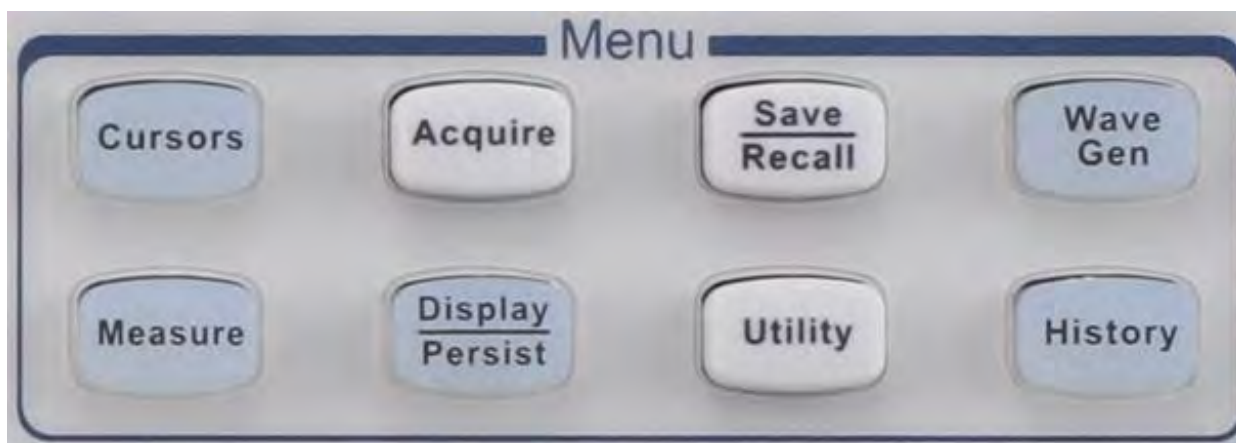 Menu
Cursors
Acquire
Save
Recall
Wave
Gen
Measure
Display
Persist
Utility
History